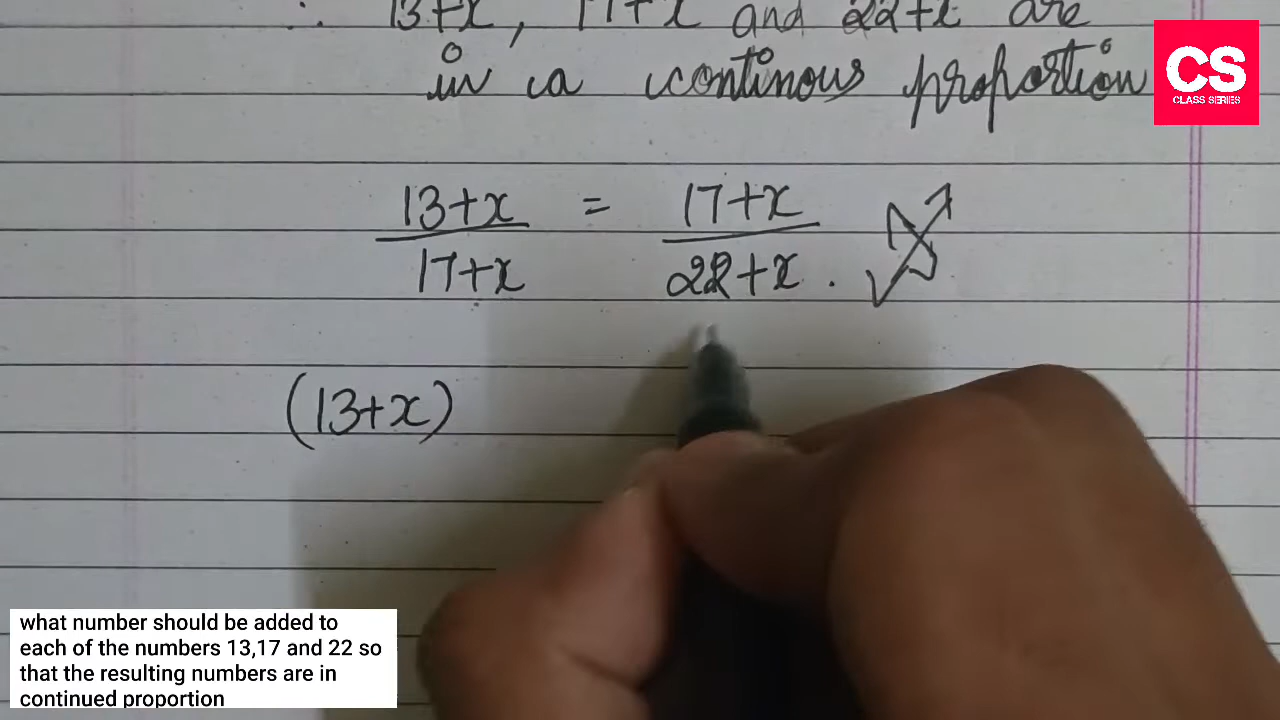 ∴ 13+x, 17+x and 22+x are
in a continous proportion
CS
CLASS SERIES
13+x = 17+x
17+x 22+x .
(13+x)
what number should be added to
each of the numbers 13,17 and 22 so
that the resulting numbers are in
continued proportion